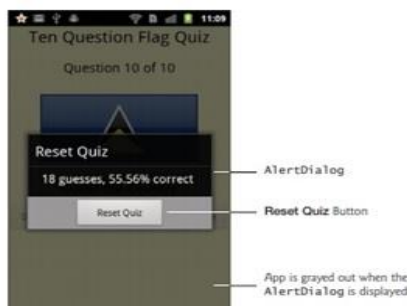 11:09
Ten Question Flag Quiz
Question 10 of 10
Reset Quiz
18 guesses, 55.56% correct
Reset Quiz
AlertDialog
Reset Quiz Button
App is grayed out when the
AlertDialog is displayed